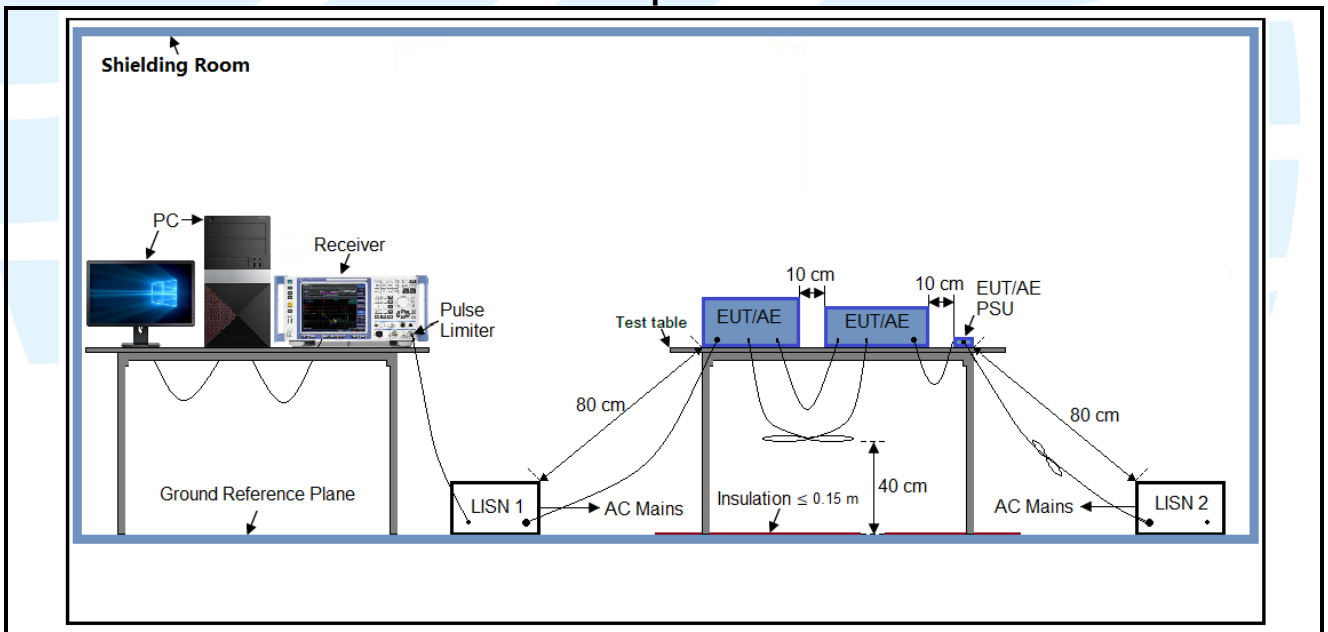 Shielding Room
PC
Receiver
Pulse
Limiter
10 cm
10 cm
EUT/AE
PSU
Test table
EUT/AE
EUT/AE
80 cm
80 cm
40 cm
Ground Reference Plane
LISN 1
AC Mains
Insulation ≤ 0.15 m
AC Mains
LISN 2